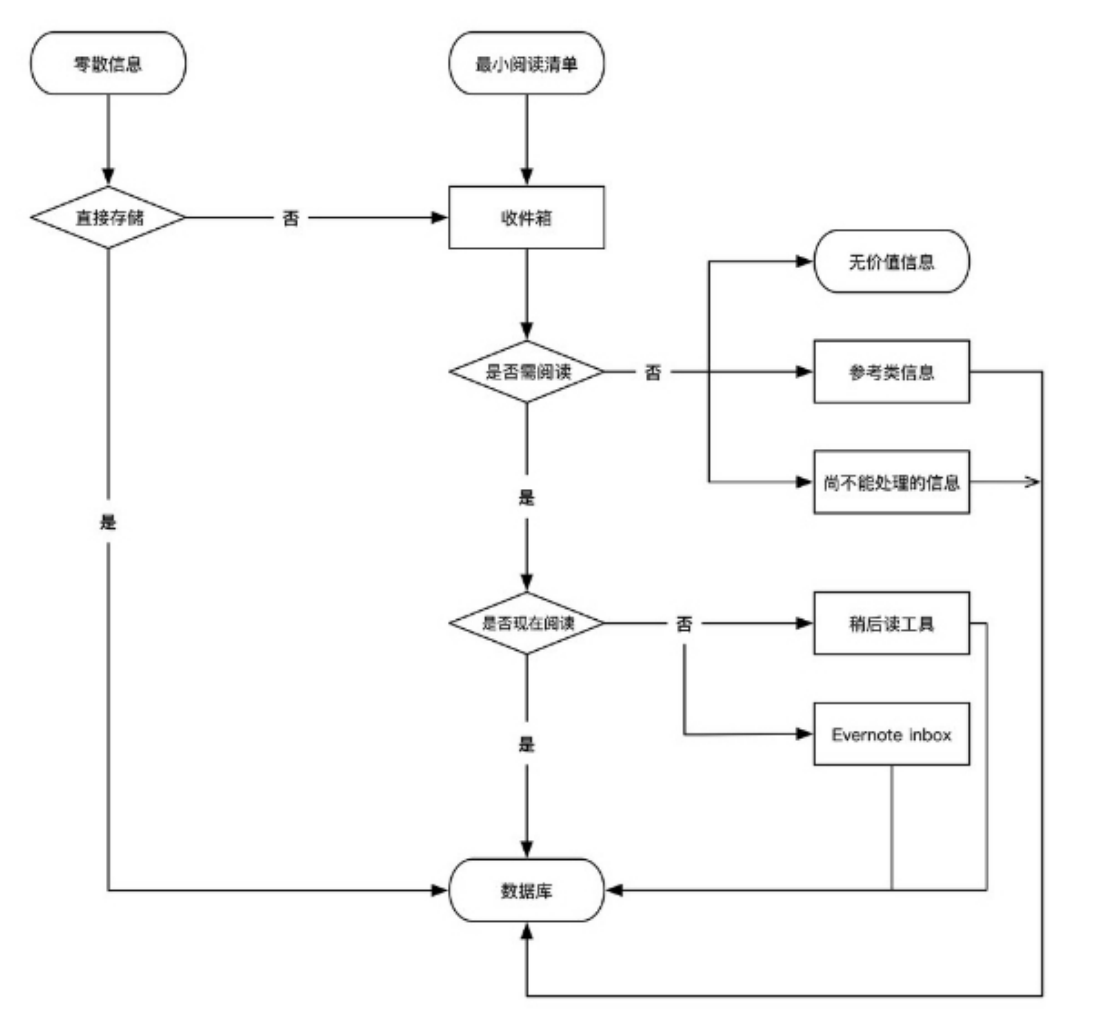 零散信息
最小阅读清单
直接存储
否
收件箱
无价值信息
是否需阅读
否
参考类信息
尚不能处理的信息
是
是
是否现在阅读
否
稍后读工具
Evernote inbox
是
数据库